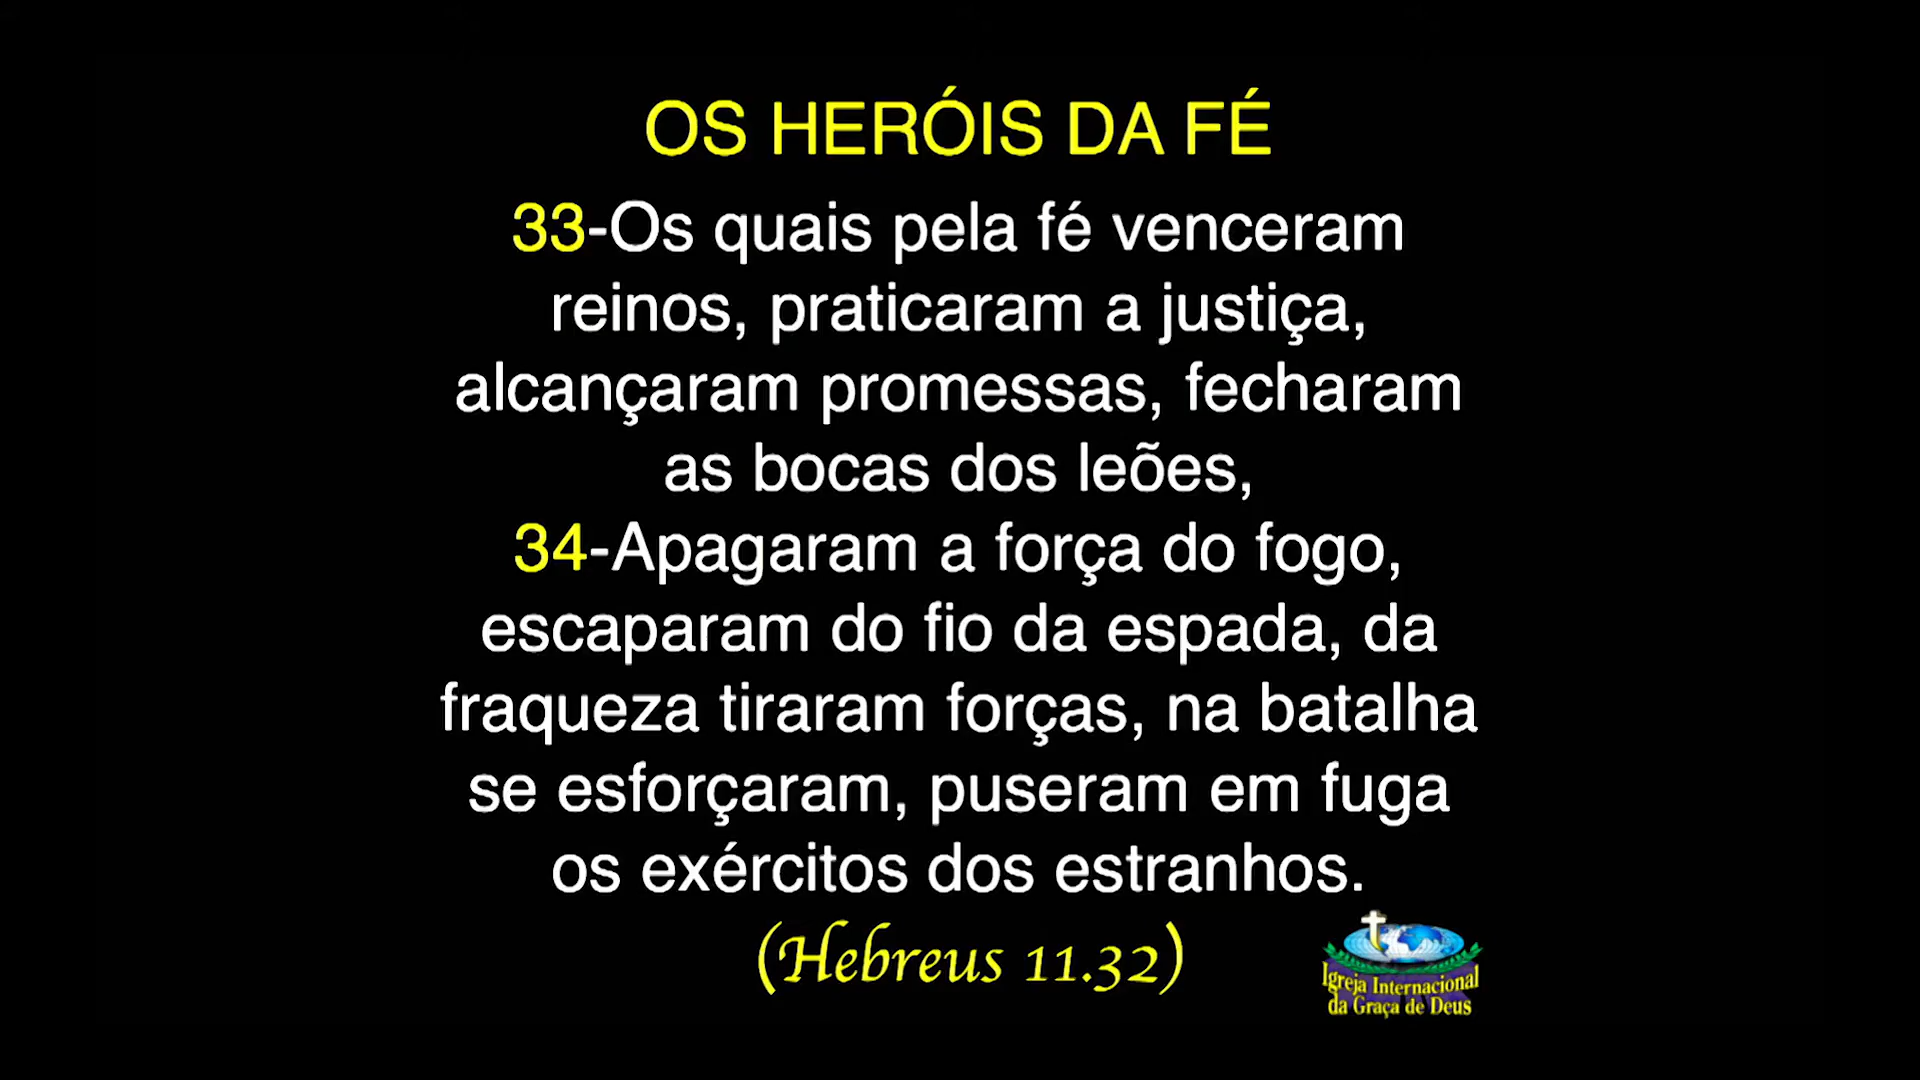 OS HERÓIS DA FÉ
33-Os quais pela fé venceram
reinos, praticaram a justiça,
alcançaram promessas, fecharam
as bocas dos leões,
34-Apagaram a força do fogo,
escaparam do fio da espada, da
fraqueza tiraram forças, na batalha
se esforçaram, puseram em fuga
os exércitos dos estranhos.
(Hebreus 11.32)
Igreja Internacional
da Graça de Deus